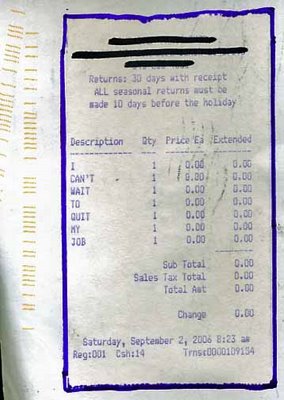 Returns: 30 days with receipt
ALL seasonal returns must be
made 10 days before the holiday
Description Qty Price Ea Extended
I 1 0.00 0.00
CAN'T 1 0.00 0.00
WAIT 1 0.00 0.00
TO 1 0.00 0.00
QUIT 1 0.00 0.00
MY 1 0.00 0.00
JOB 1 0.00 0.00
Sub Total 0.00
Sales Tax Total 0.00
Total Amt 0.00
Change 0.00
Saturday, September 2, 2006 8:23 am
Reg:001 Csh:14 Trns:0000109154